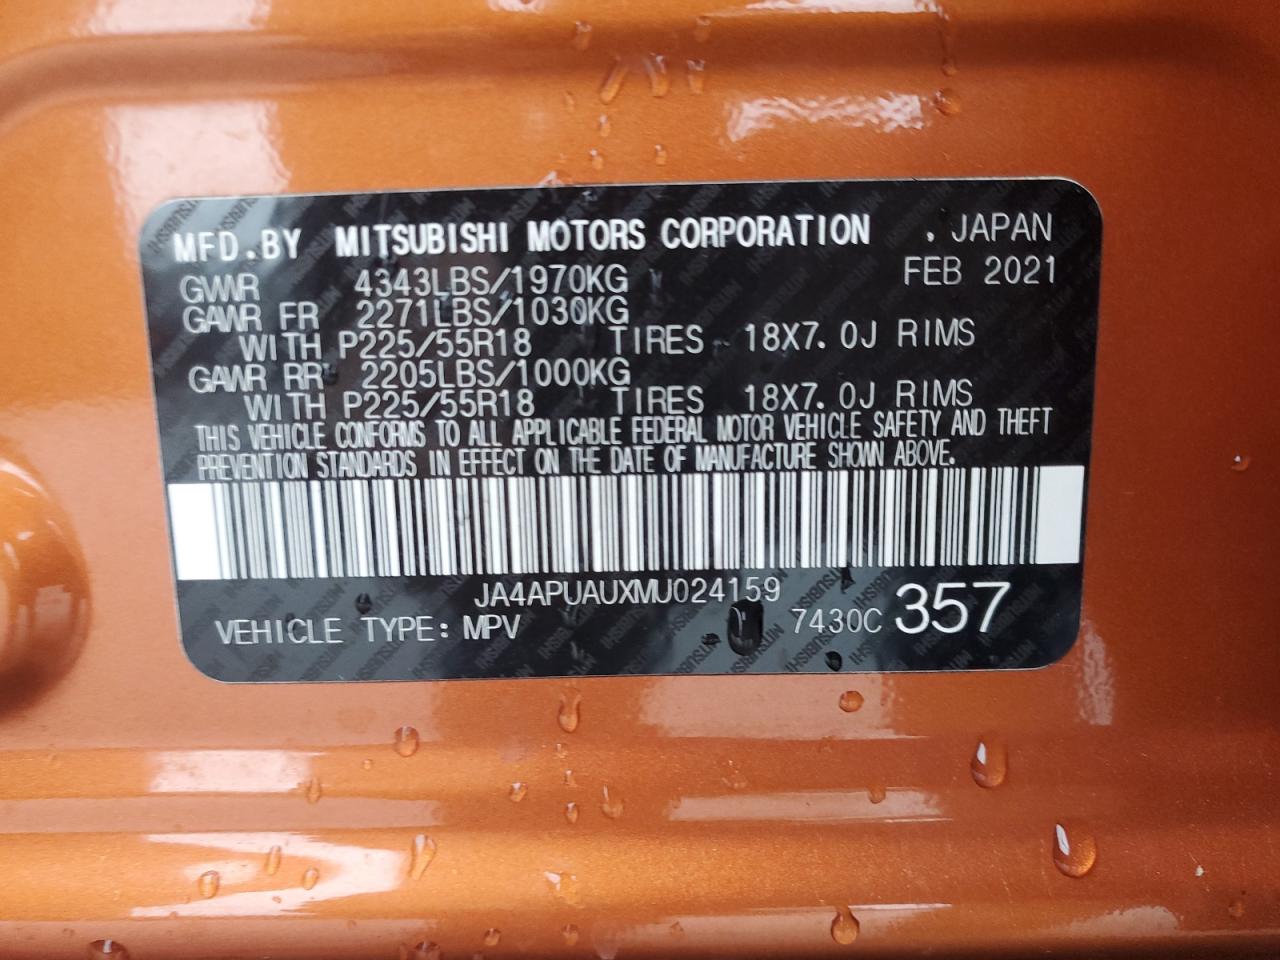 MFD.BY MITSUBISHI MOTORS CORPORATION . JAPAN
GVWR 4343LBS/1970KG FEB 2021
GAWR FR 2271LBS/1030KG
WITH P225/55R18 TIRES 18X7.0J RIMS
GAWR RR 2205LBS/1000KG
WITH P225/55R18 TIRES 18X7.0J RIMS
THIS VEHICLE CONFORMS TO ALL APPLICABLE FEDERAL MOTOR VEHICLE SAFETY AND THEFT
PREVENTION STANDARDS IN EFFECT ON THE DATE OF MANUFACTURE SHOWN ABOVE.
JA4APUAUXMU024159
VEHICLE TYPE: MPV 7430C 357